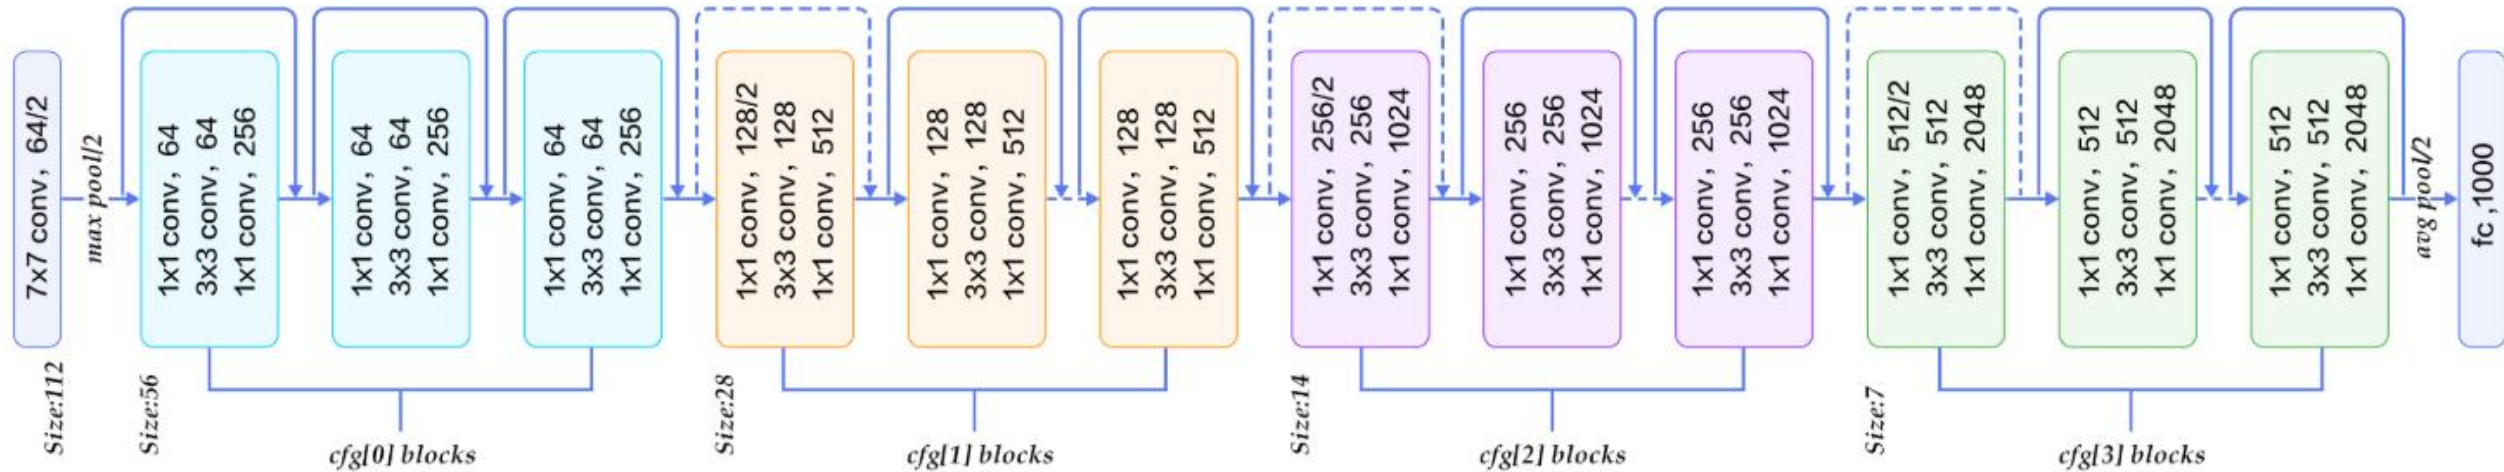 7x7 conv, 64/2
max pool/2
1x1 conv, 64
3x3 conv, 64
1x1 conv, 256
1x1 conv, 64
3x3 conv, 64
1x1 conv, 256
1x1 conv, 64
3x3 conv, 64
1x1 conv, 256
1x1 conv, 128/2
3x3 conv, 128
1x1 conv, 512
1x1 conv, 128
3x3 conv, 128
1x1 conv, 512
1x1 conv, 128
3x3 conv, 128
1x1 conv, 512
1x1 conv, 256/2
3x3 conv, 256
1x1 conv, 1024
1x1 conv, 256
3x3 conv, 256
1x1 conv, 1024
1x1 conv, 256
3x3 conv, 256
1x1 conv, 1024
1x1 conv, 512/2
3x3 conv, 512
1x1 conv, 2048
1x1 conv, 512
3x3 conv, 512
1x1 conv, 2048
1x1 conv, 512
3x3 conv, 512
1x1 conv, 2048
avg pool/2
fc ,1000
Size:112
Size:56
cfg[0] blocks
Size:28
cfg[1] blocks
Size:14
cfg[2] blocks
Size:7
cfg[3] blocks